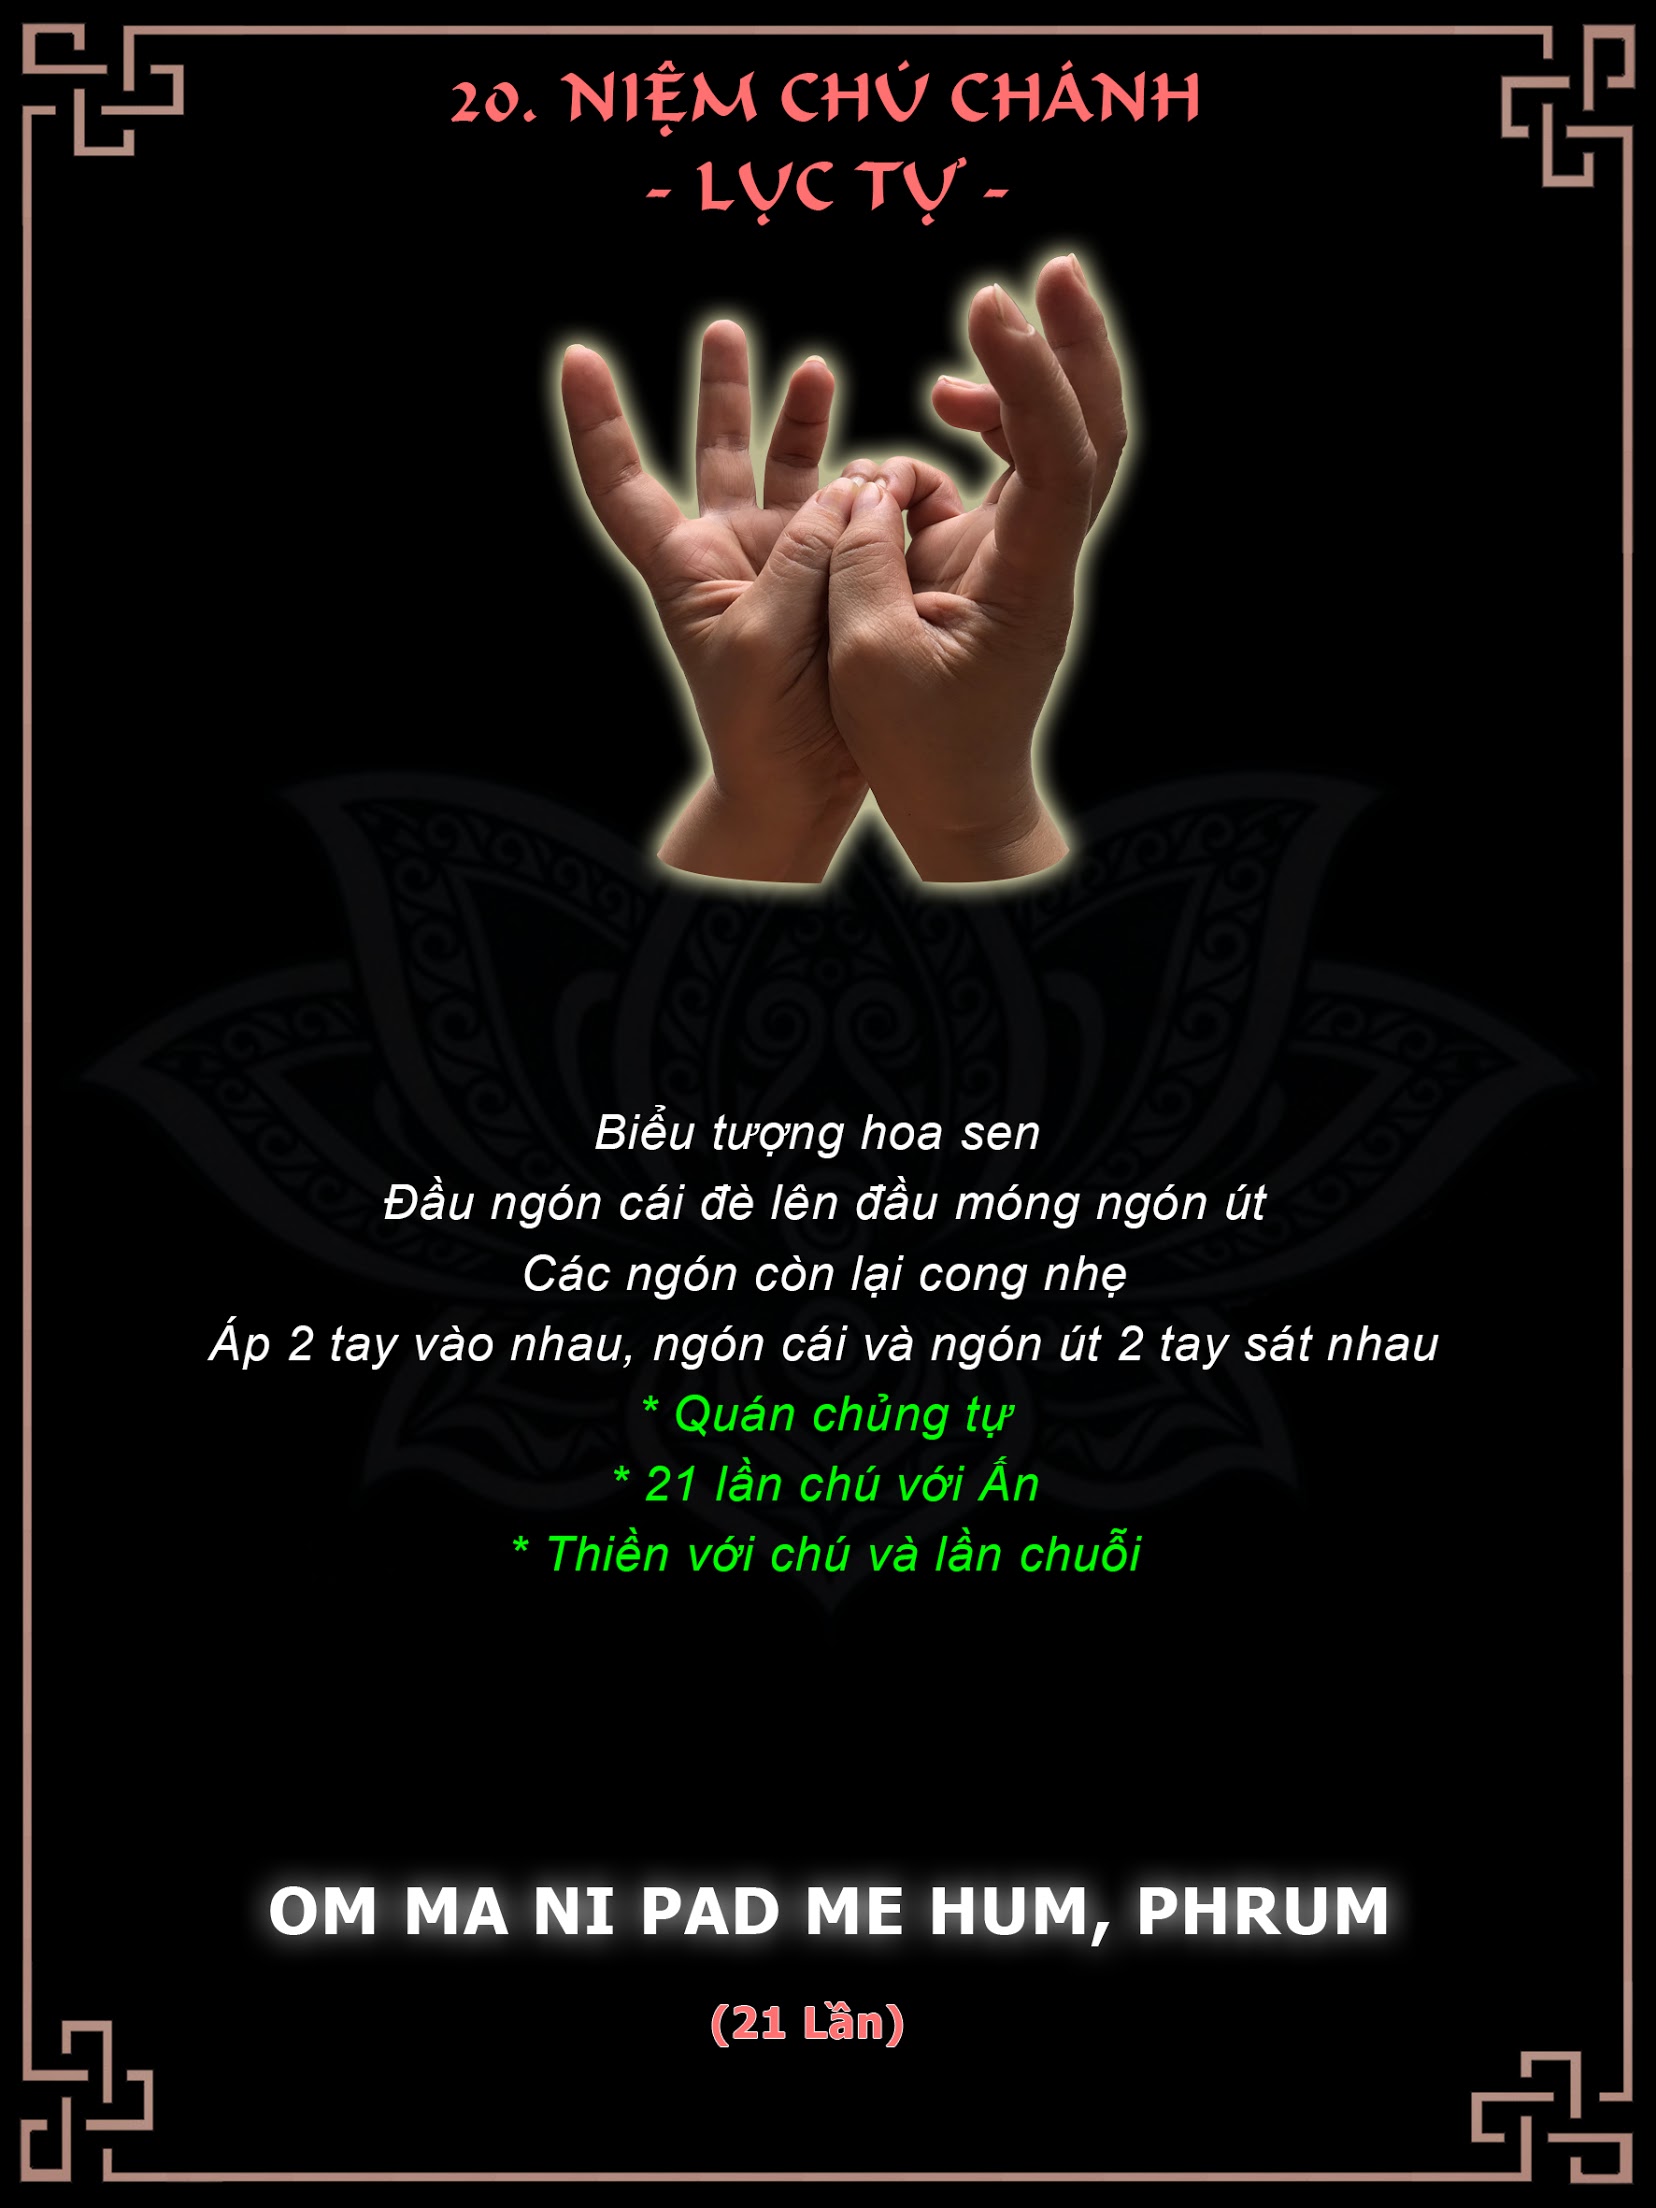 20. NIỆM CHÚ CHÁNH
- LỤC TỰ -
Biểu tượng hoa sen
Đầu ngón cái đè lên đầu móng ngón út
Các ngón còn lại cong nhẹ
Áp 2 tay vào nhau, ngón cái và ngón út 2 tay sát nhau
* Quán chủng tự
* 21 lần chú với Ấn
* Thiền với chú và lần chuỗi
OM MA NI PAD ME HUM, PHRUM
(21 Lần)